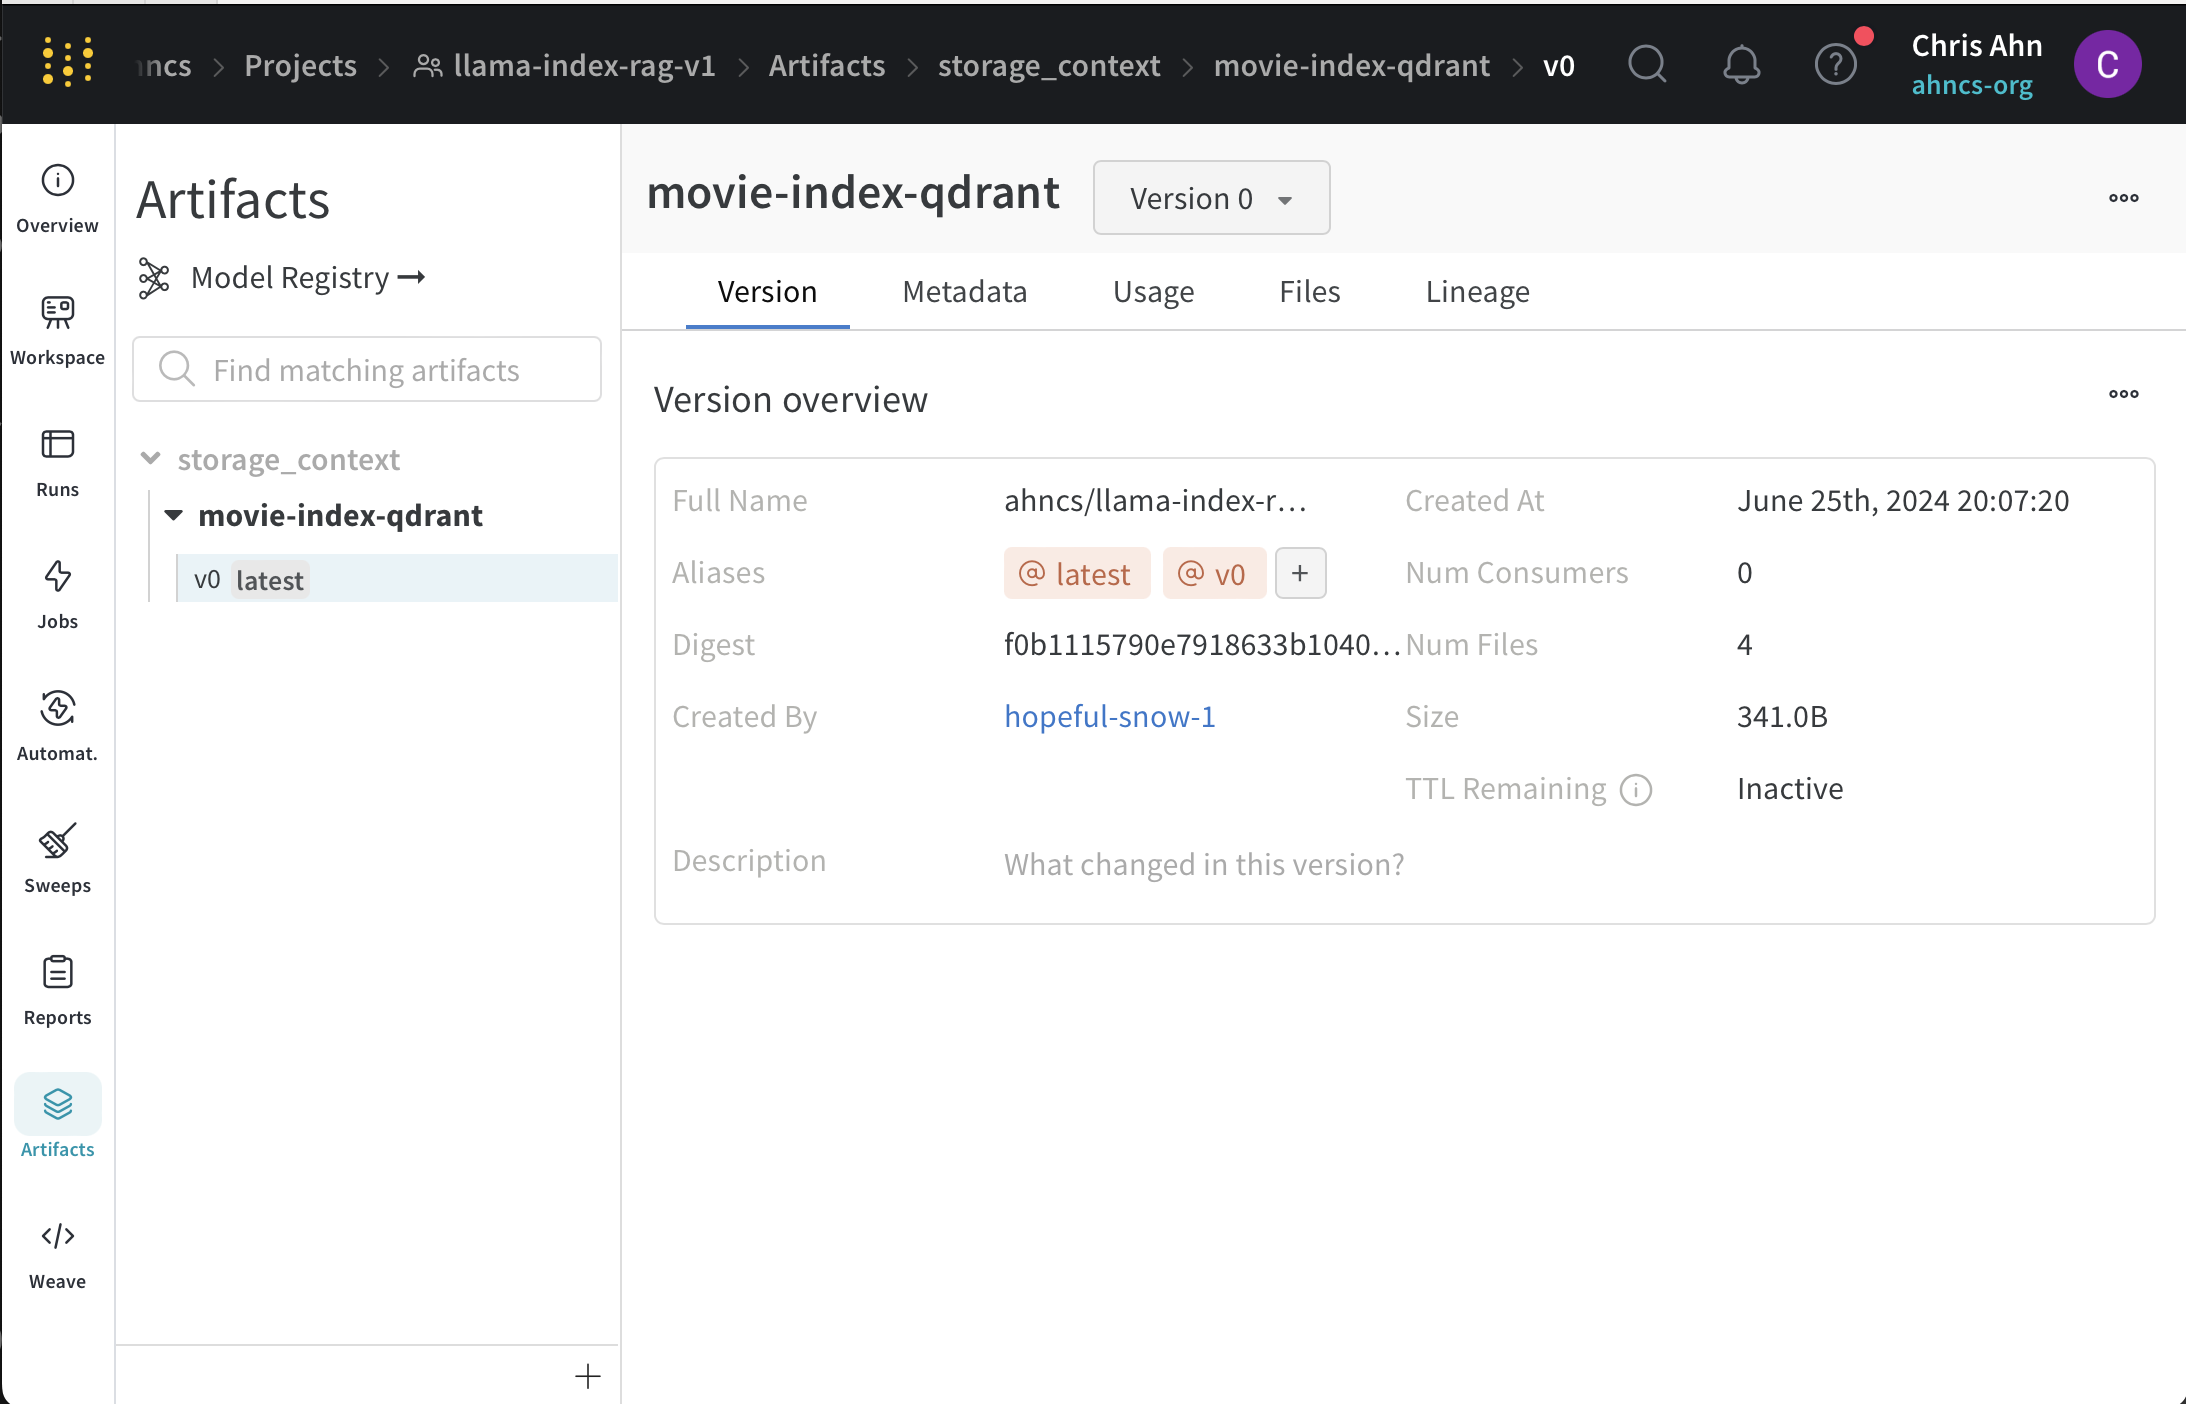 ncs > Projects > llama-index-rag-v1 > Artifacts > storage_context > movie-index-qdrant > v0
Chris Ahn
ahncs-org
C
Overview
Workspace
Runs
Jobs
Automat.
Sweeps
Reports
Artifacts
Weave
Artifacts
Model Registry →
Find matching artifacts
storage_context
movie-index-qdrant
v0 latest
movie-index-qdrant Version 0
Version Metadata Usage Files Lineage
Version overview
Full Name ahncs/llama-index-r... Created At June 25th, 2024 20:07:20
Aliases @ latest @ v0 + Num Consumers 0
Digest f0b1115790e7918633b1040... Num Files 4
Created By hopeful-snow-1 Size 341.0B
TTL Remaining Inactive
Description What changed in this version?